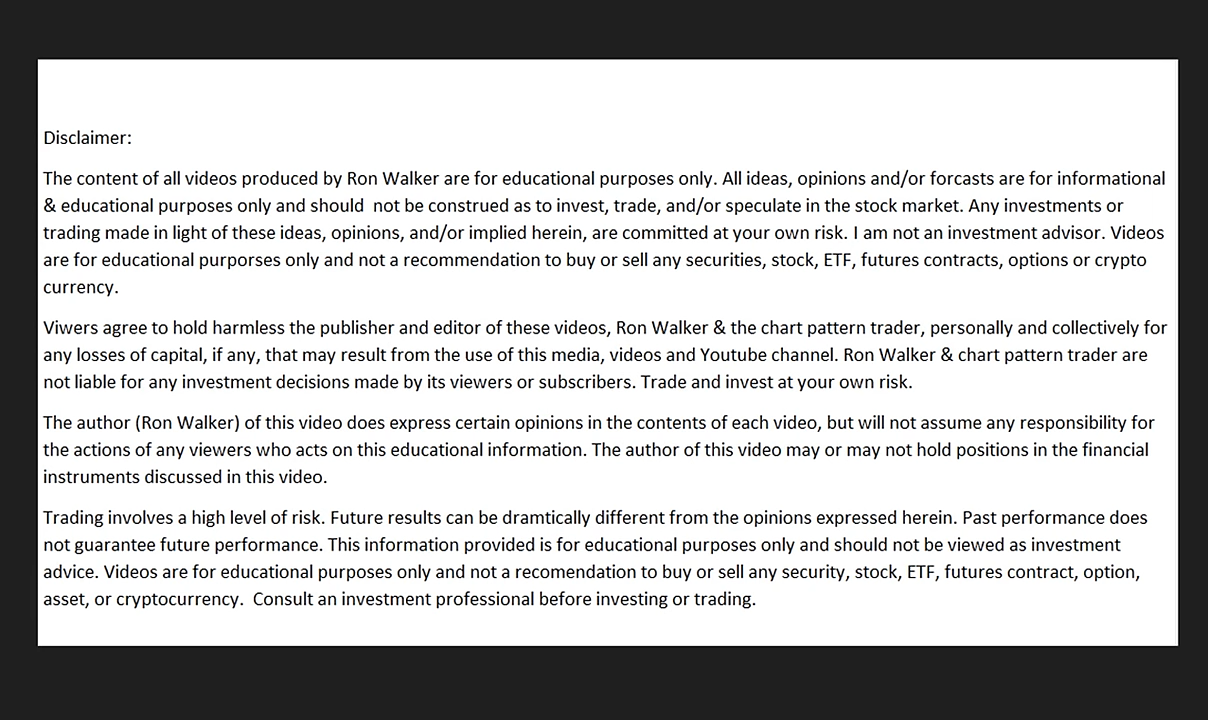 Disclaimer:
The content of all videos produced by Ron Walker are for educational purposes only. All ideas, opinions and/or forcasts are for informational
& educational purposes only and should  not be construed as to invest, trade, and/or speculate in the stock market. Any investments or
trading made in light of these ideas, opinions, and/or implied herein, are committed at your own risk. I am not an investment advisor. Videos
are for educational purporses only and not a recommendation to buy or sell any securities, stock, ETF, futures contracts, options or crypto
currency.
Viwers agree to hold harmless the publisher and editor of these videos, Ron Walker & the chart pattern trader, personally and collectively for
any losses of capital, if any, that may result from the use of this media, videos and Youtube channel. Ron Walker & chart pattern trader are
not liable for any investment decisions made by its viewers or subscribers. Trade and invest at your own risk.
The author (Ron Walker) of this video does express certain opinions in the contents of each video, but will not assume any responsibility for
the actions of any viewers who acts on this educational information. The author of this video may or may not hold positions in the financial
instruments discussed in this video.
Trading involves a high level of risk. Future results can be dramtically different from the opinions expressed herein. Past performance does
not guarantee future performance. This information provided is for educational purposes only and should not be viewed as investment
advice. Videos are for educational purposes only and not a recomendation to buy or sell any security, stock, ETF, futures contract, option,
asset, or cryptocurrency.  Consult an investment professional before investing or trading.